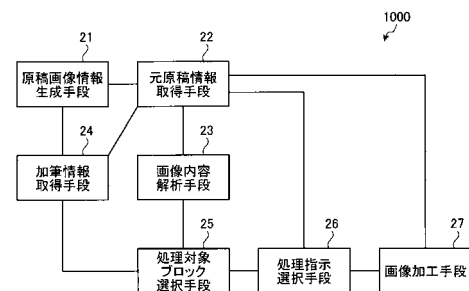 1000
21
22
原稿画像情報
生成手段
元原稿情報
取得手段
24
23
加筆情報
取得手段
画像内容
解析手段
25
26
27
処理対象
ブロック
選択手段
処理指示
選択手段
画像加工手段